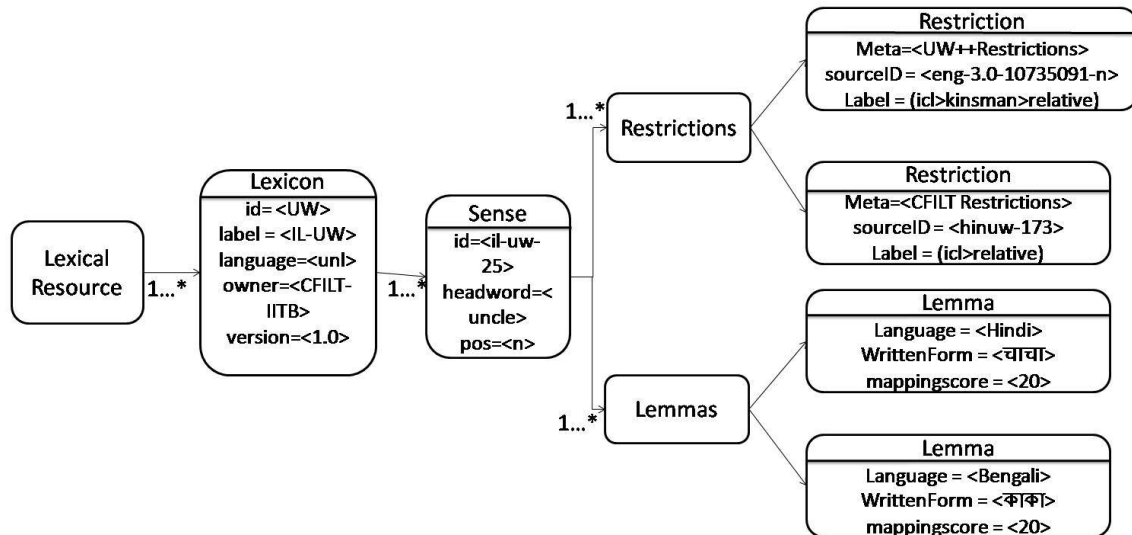 Lexical
Resource
1...*
Lexicon
id= <UW>
label = <IL-UW>
language=<unl>
owner=<CFILT-
IITB>
version=<1.0>
1...*
Sense
id=<il-uw-
25>
headword=<
uncle>
pos=<n>
1...*
Restrictions
Restriction
Meta=<UW++Restrictions>
sourceID = <eng-3.0-10735091-n>
Label = (icl>kinsman>relative)
Restriction
Meta=<CFILT Restrictions>
sourceID = <hinuw-173>
Label = (icl>relative)
1...*
Lemmas
Lemma
Language = <Hindi>
WrittenForm = <चाचा>
mappingscore = <20>
Lemma
Language = <Bengali>
WrittenForm = <काका>
mappingscore = <20>